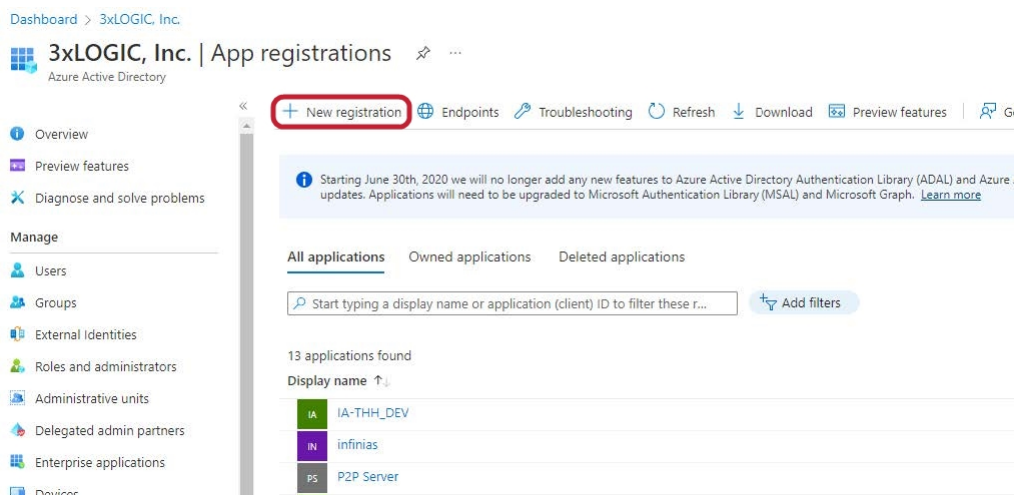 Dashboard > 3xLOGIC, Inc.
3xLOGIC, Inc. | App registrations
Azure Active Directory
New registration Endpoints Troubleshooting Refresh Download Preview features
Overview
Preview features
Diagnose and solve problems
Manage
Users
Groups
External Identities
Roles and administrators
Administrative units
Delegated admin partners
Enterprise applications
Devices
Starting June 30th, 2020 we will no longer add any new features to Azure Active Directory Authentication Library (ADAL) and Azure
updates. Applications will need to be upgraded to Microsoft Authentication Library (MSAL) and Microsoft Graph. Learn more
All applications Owned applications Deleted applications
Start typing a display name or application (client) ID to filter these r...
Add filters
13 applications found
Display name
IA IA-THH_DEV
IN infinias
PS P2P Server